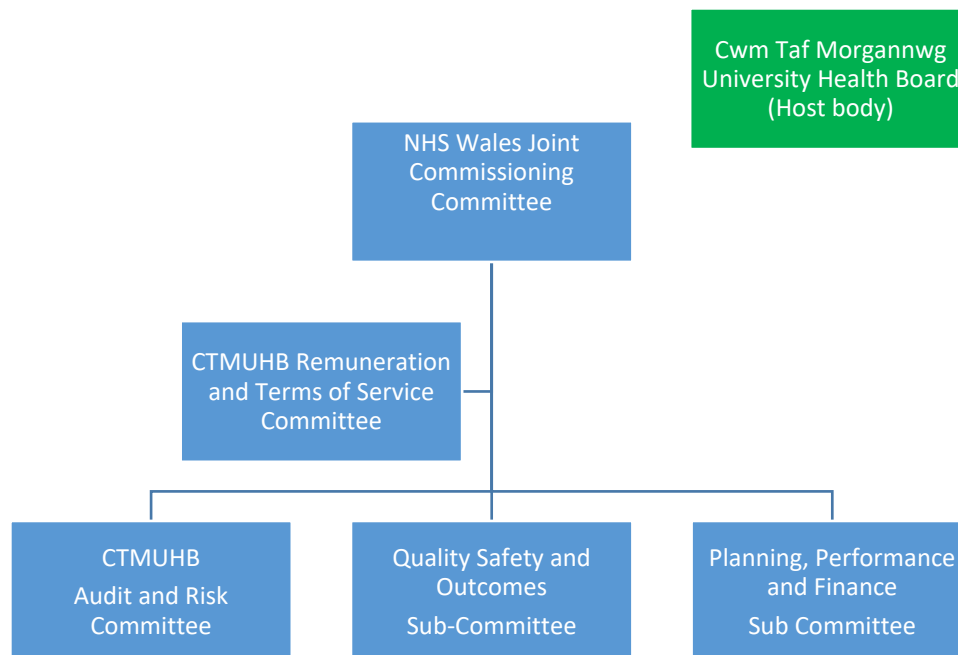 Cwm Taf Morgannwg
University Health Board
(Host body)
NHS Wales Joint
Commissioning
Committee
CTMUHB Remuneration
and Terms of Service
Committee
CTMUHB
Audit and Risk
Committee
Quality Safety and
Outcomes
Sub-Committee
Planning, Performance
and Finance
Sub Committee